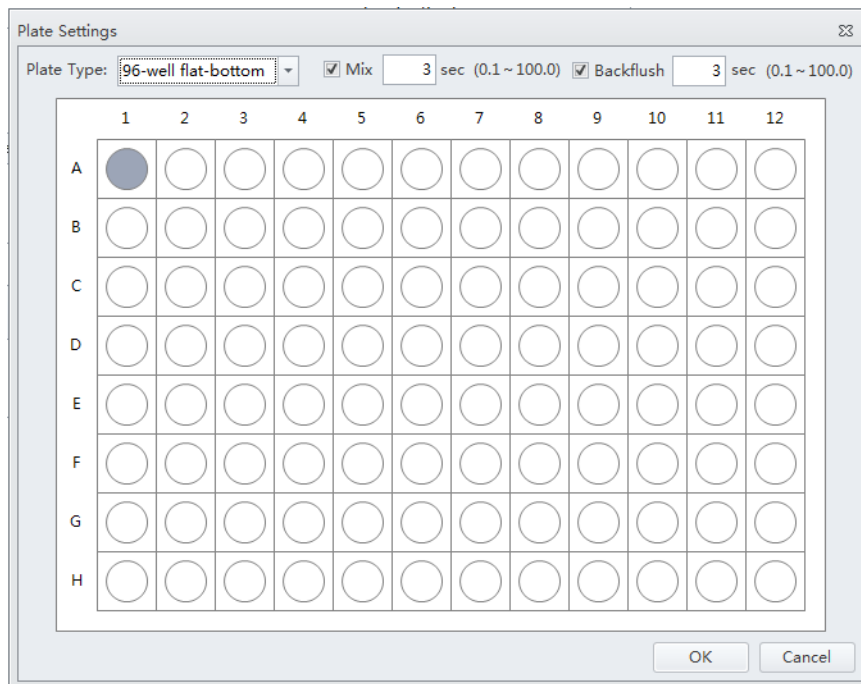 Plate Settings
Plate Type: 96-well flat-bottom Mix 3 sec (0.1~100.0) Backflush 3 sec (0.1~100.0)
1 2 3 4 5 6 7 8 9 10 11 12
A
B
C
D
E
F
G
H
OK Cancel